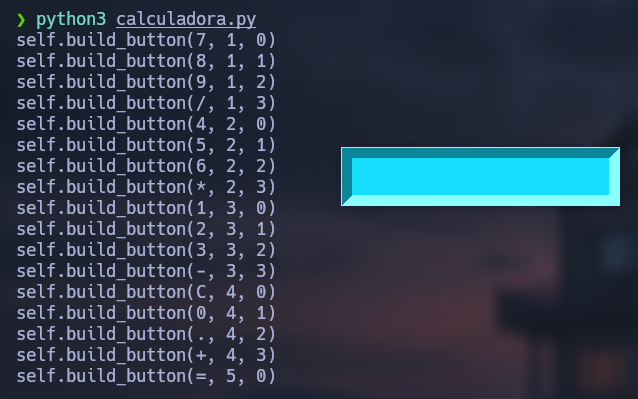 ❯ python3 calculadora.py
self.build_button(7, 1, 0)
self.build_button(8, 1, 1)
self.build_button(9, 1, 2)
self.build_button(/, 1, 3)
self.build_button(4, 2, 0)
self.build_button(5, 2, 1)
self.build_button(6, 2, 2)
self.build_button(*, 2, 3)
self.build_button(1, 3, 0)
self.build_button(2, 3, 1)
self.build_button(3, 3, 2)
self.build_button(-, 3, 3)
self.build_button(C, 4, 0)
self.build_button(0, 4, 1)
self.build_button(., 4, 2)
self.build_button(+, 4, 3)
self.build_button(=, 5, 0)